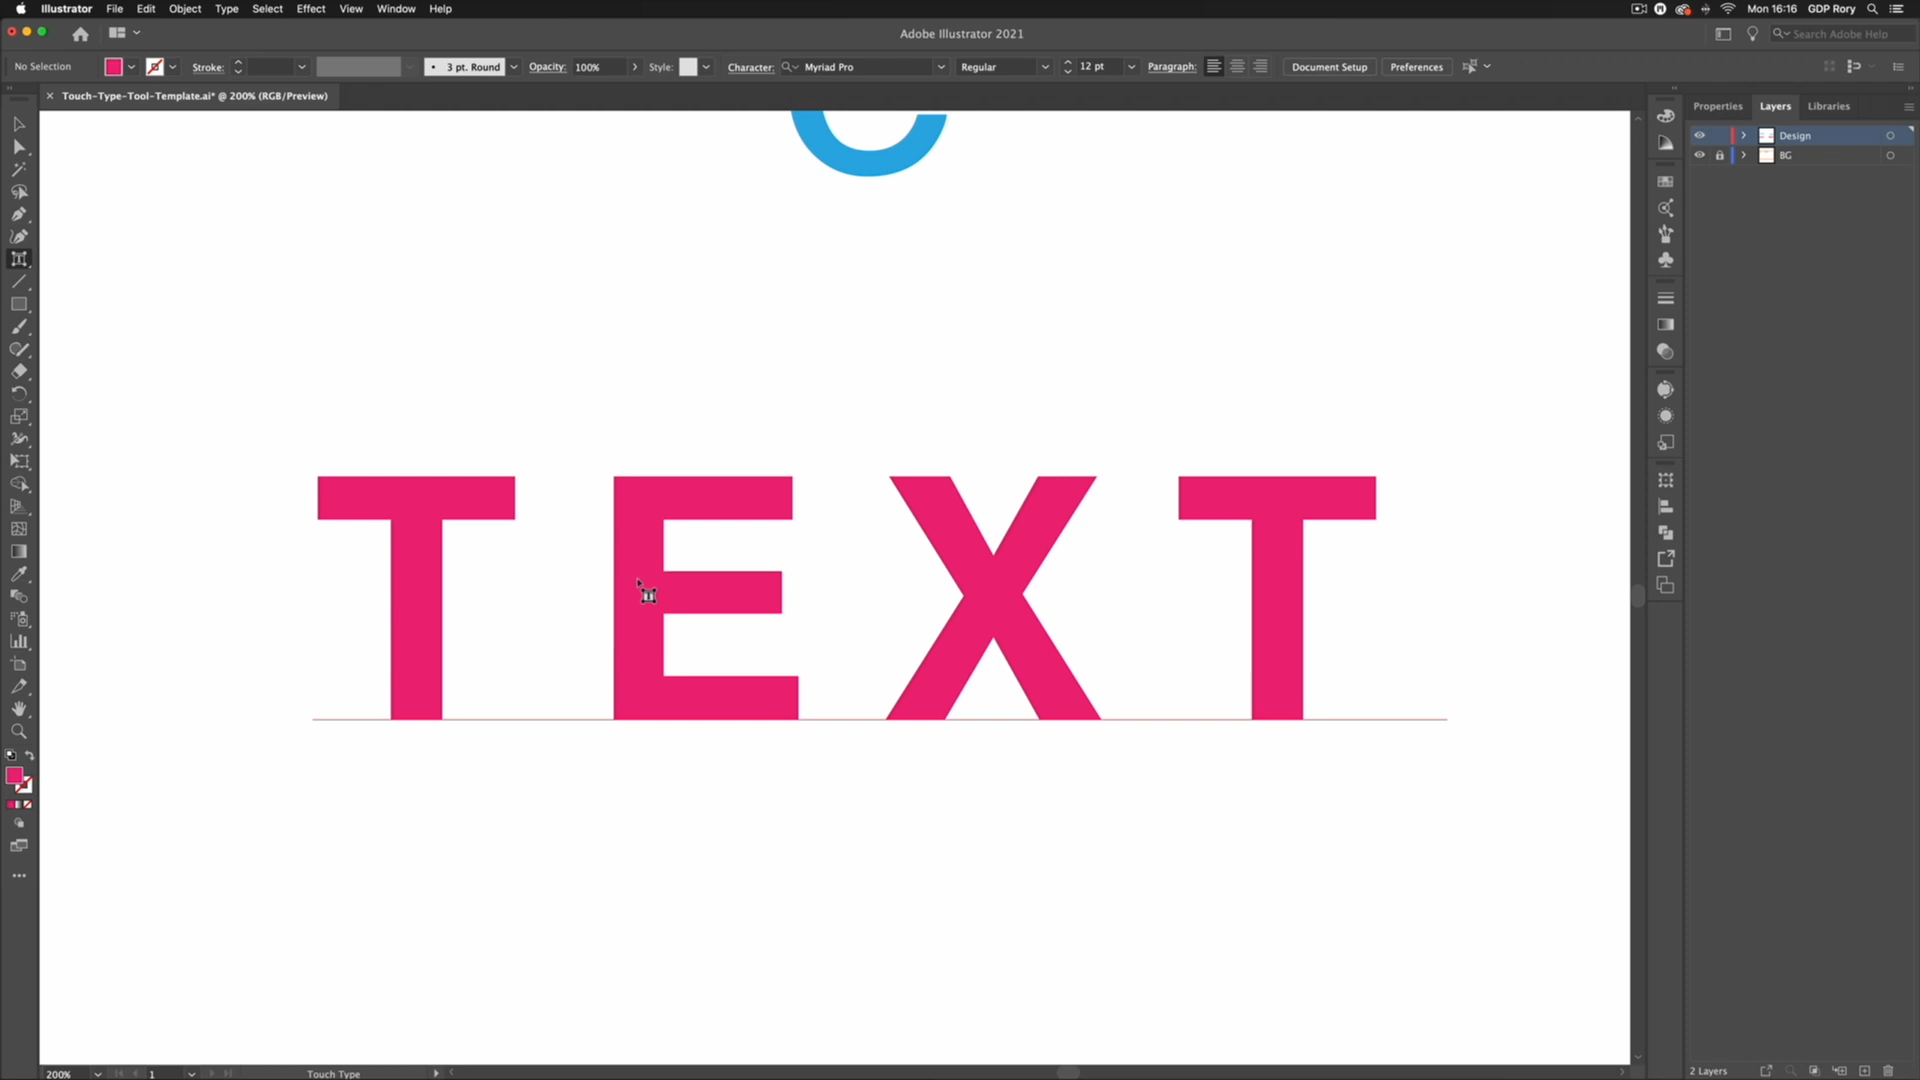 Illustrator File Edit Object Type Select Effect View Window Help Mon 16:16 GDP Rory
Adobe Illustrator 2021 Search Adobe Help
No Selection Stroke: 3 pt. Round Opacity: 100% Style: Character: Myriad Pro Regular 12 pt Paragraph: Document Setup Preferences
Touch-Type-Tool-Template.ai* @ 200% (RGB/Preview)
Properties Layers Libraries
Design
BG
TEXT
200% 1 Touch Type 2 Layers